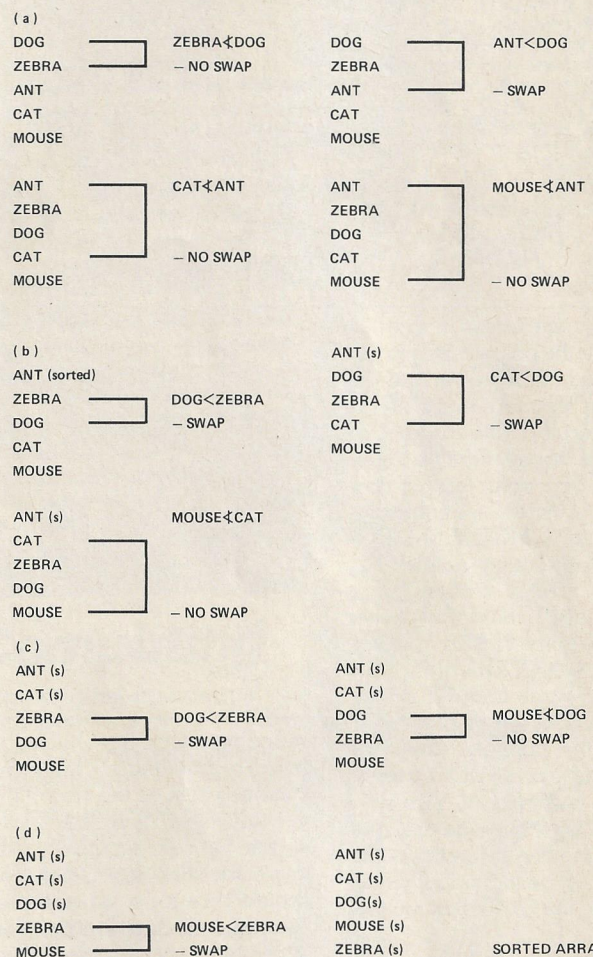 (a)
DOG ZEBRA≮DOG
ZEBRA – NO SWAP
ANT
CAT
MOUSE
DOG ANT<DOG
ZEBRA
ANT – SWAP
CAT
MOUSE
ANT CAT≮ANT
ZEBRA
DOG
CAT – NO SWAP
MOUSE
ANT MOUSE≮ANT
ZEBRA
DOG
CAT
MOUSE – NO SWAP
(b)
ANT (sorted)
ZEBRA DOG<ZEBRA
DOG – SWAP
CAT
MOUSE
ANT (s)
DOG CAT<DOG
ZEBRA
CAT – SWAP
MOUSE
ANT (s) MOUSE≮CAT
CAT
ZEBRA
DOG
MOUSE – NO SWAP
(c)
ANT (s)
CAT (s)
ZEBRA DOG<ZEBRA
DOG – SWAP
MOUSE
ANT (s)
CAT (s)
DOG MOUSE≮DOG
ZEBRA – NO SWAP
MOUSE
(d)
ANT (s)
CAT (s)
DOG (s)
ZEBRA MOUSE<ZEBRA
MOUSE – SWAP
ANT (s)
CAT (s)
DOG(s)
MOUSE (s)
ZEBRA (s) SORTED ARRA